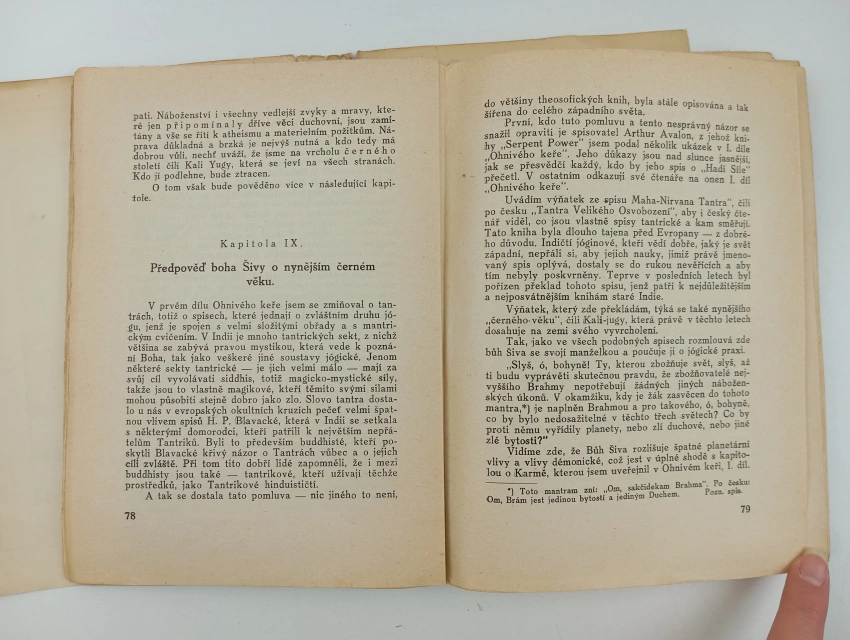 pati. Náboženství i všechny vedlejší zvyky a mravy, kte-
ré jen připomínaly dříve věci duchovní, jsou zamí-
tány a vše se řítí k atheismu a materielním požitkům. Ná-
prava důkladná a brzká je nejvýš nutná a kdo tedy má
dobrou vůli, nechť uváží, že jsme na vrcholu černého
století čili Kali Yugy, která se jeví na všech stranách.
Kdo jí podlehne, bude ztracen.
O tom však bude pověděno více v následující kapi-
tole.
Kapitola IX.
Předpověď boha Šivy o nynějším černém
věku.
V prvém dílu Ohnivého keře jsem se zmiňoval o tan-
trách, totiž o spisech, které jednají o zvláštním druhu jó-
gu, jenž je spojen s velmi složitými obřady a s mantric-
kým cvičením. V Indii je mnoho tantrických sekt, z nichž
většina se zabývá pravou mystikou, která vede k pozná-
ní Boha, tak jako veškeré jiné soustavy jógické. Jenom
některé sekty tantrické — je jich velmi málo — mají za
svůj cíl vyvolávati siddhis, totiž magicko-mystické síly,
takže jsou to vlastně magikové, kteří těmito svými silami
mohou působiti stejně dobro jako zlo. Slovo tantra dosta-
lo u nás v evropských okultních kruzích pečeť velmi špat-
nou vlivem spisů H. P. Blavacké, která v Indii se setkala
s některými domorodci, kteří patřili k největším nepřá-
telům Tantriků. Byli to především buddhisté, kteří po-
skytli Blavacké křivý názor o Tantrách vůbec a o jejich
cíli zvláště. Při tom tito dobří lidé zapomněli, že i mezi
buddhisty jsou také — tantrikové, kteří užívají těchže
prostředků, jako Tantrikové hinduističtí.
A tak se dostala tato pomluva — nic jiného to není,
78
do většiny theosofických knih, byla stále opisována a tak
šířena do celého západního světa.
První, kdo tuto pomluvu a tento nesprávný názor se
snažil opraviti je spisovatel Arthur Avalon, z jehož kni-
hy „Serpent Power" jsem podal několik ukázek v I. díle
„Ohnivého keře". Jeho důkazy jsou nad slunce jasnější,
jak se přesvědčí každý, kdo by jeho spis o „Hadí Síle"
přečetl. V ostatním odkazuji své čtenáře na onen I. díl
„Ohnivého keře".
Uvádím výňatek ze spisu Maha-Nirvana Tantra", čili
po česku „Tantra Velikého Osvobození", aby i český čte-
nář viděl, co jsou vlastně spisy tantrické a kam směřují.
Tato kniha byla dlouho tajena před Evropany — z dobré-
ho důvodu. Indičtí jóginové, kteří vědí dobře, jaký je svět
západní, nepřáli si, aby jejich nauky, jimiž právě jmeno-
vaný spis oplývá, dostaly se do rukou nevěřících a aby
tím nebyly poskvrněny. Teprve v posledních letech byl
pořízen překlad tohoto spisu, jenž patří k nejdůležitějším
a nejposvátnějším knihám staré Indie.
Výňatek, který zde překládám, týká se také nynějšího
„černého věku", čili Kali-jugy, která právě v těchto letech
dosahuje na zemi svého vyvrcholení.
Tak, jako ve všech podobných spisech rozmlouvá zde
bůh Šiva se svojí manželkou a poučuje ji o jógické praxi.
„Slyš, ó, bohyně! Ty, kterou zbožňuje svět, slyš, až
ti budu vyprávěti skutečnou pravdu, že zbožňovatelé nej-
vyššího Brahmy nepotřebují žádných jiných nábožen-
ských úkonů. V okamžiku, kdy je žák zasvěcen do tohoto
mantra,*) je naplněn Brahmou a pro takového, ó, bohyně,
co by bylo nedosažitelné v těchto třech světech? Co by
proti němu vyřídily planety, nebo zlí duchové, nebo jiné
zlé bytosti?"
Vidíme zde, že Bůh Šiva rozlišuje špatné planetární
vlivy a vlivy démonické, což jest v úplné shodě s kapito-
lou o Karmě, kterou jsem uveřejnil v Ohnivém keři, I. díl.
*) Toto mantram zní: „Om, sakčidekam Brahma". Po česku:
Om, Brám jest jedinou bytostí a jediným Duchem. Pozn. spis.
79